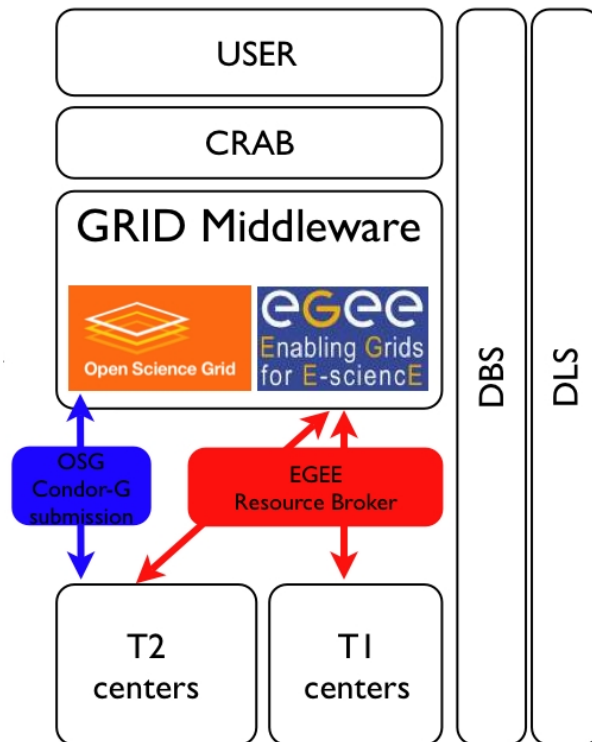 USER
CRAB
GRID Middleware
Open Science Grid
eGee
Enabling Grids
for E-sciencE
OSG
Condor-G
submission
EGEE
Resource Broker
T2
centers
T1
centers
DBS
DLS